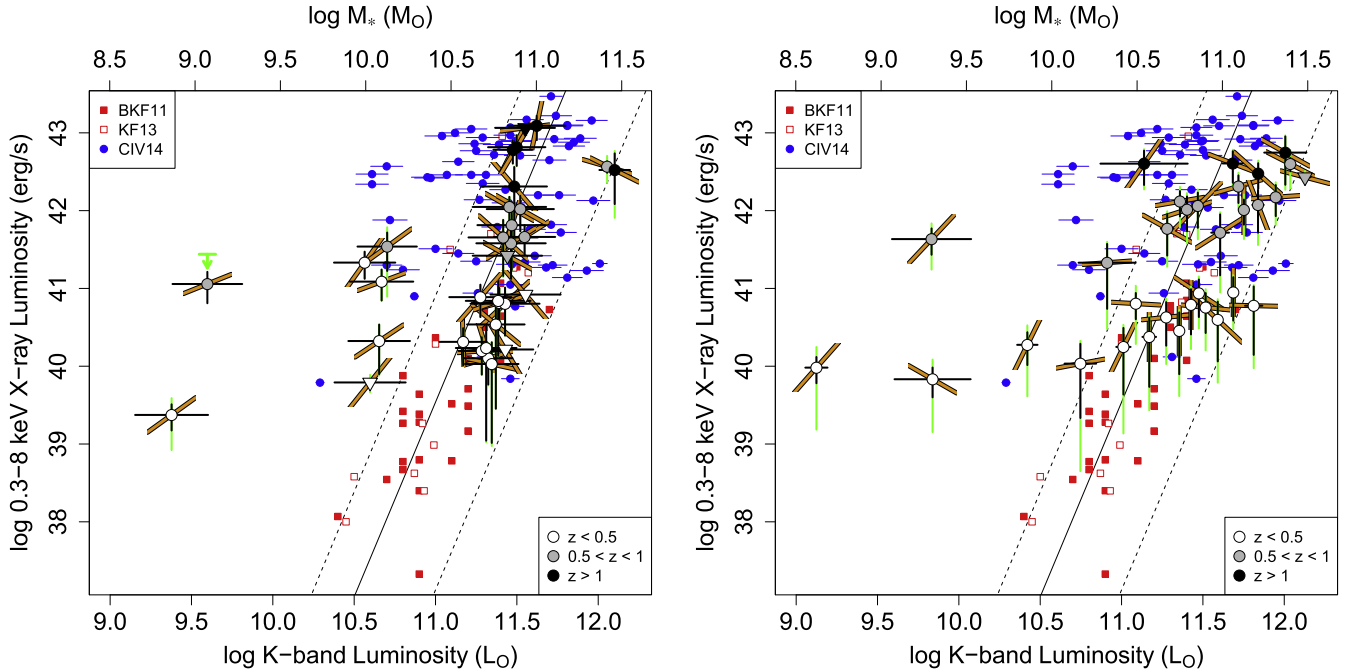 log M* (MO)
8.5 9.0 9.5 10.0 10.5 11.0 11.5
BKF11
KF13
CIV14
log 0.3−8 keV X−ray Luminosity (erg/s)
43
42
41
40
39
38
z < 0.5
0.5 < z < 1
z > 1
9.0 9.5 10.0 10.5 11.0 11.5 12.0
log K−band Luminosity (LO)
log M* (MO)
8.5 9.0 9.5 10.0 10.5 11.0 11.5
BKF11
KF13
CIV14
log 0.3−8 keV X−ray Luminosity (erg/s)
43
42
41
40
39
38
z < 0.5
0.5 < z < 1
z > 1
9.0 9.5 10.0 10.5 11.0 11.5 12.0
log K−band Luminosity (LO)